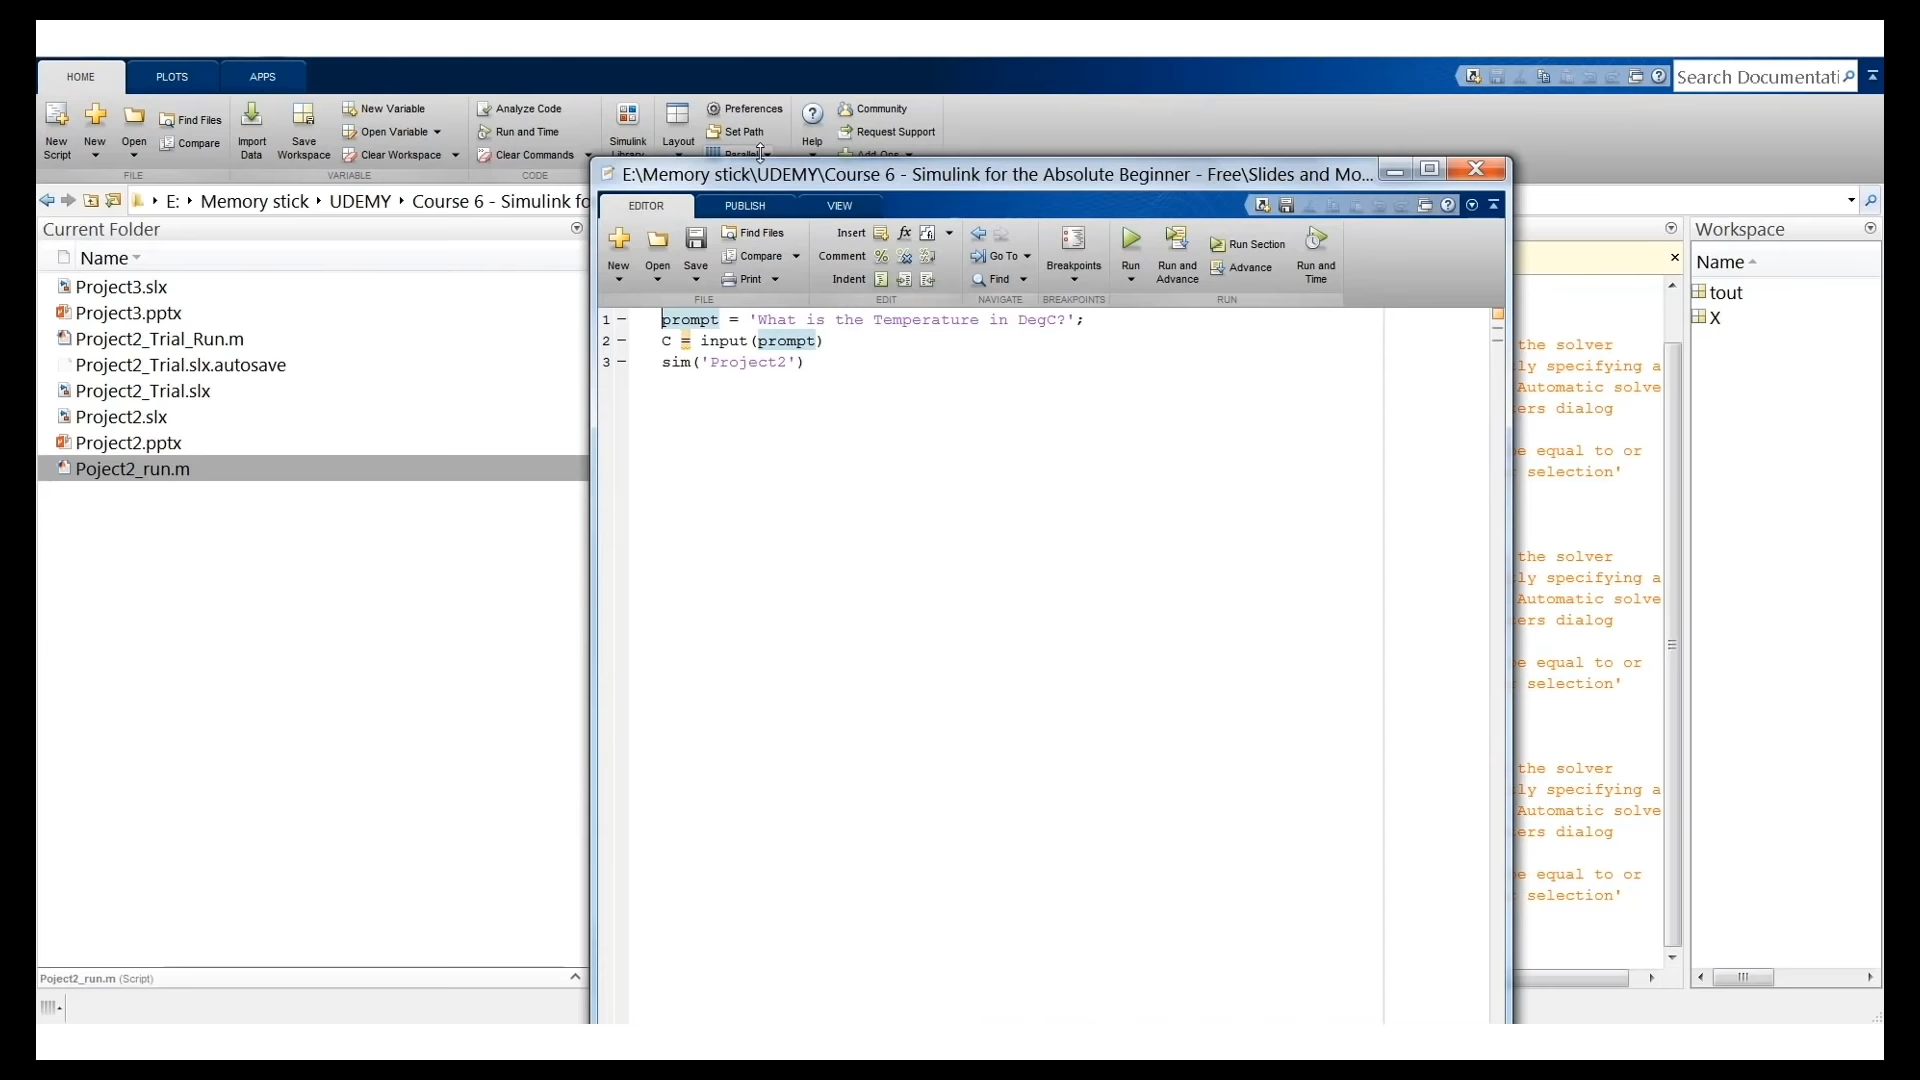 HOME PLOTS APPS
Search Documentati
New Script
New
Open
Find Files
Compare
FILE
Import Data
Save Workspace
New Variable
Open Variable
Clear Workspace
VARIABLE
Analyze Code
Run and Time
Clear Commands
CODE
Simulink
Layout
Preferences
Set Path
Help
Community
Request Support
E: Memory stick UDEMY Course 6 - Simulink fo
Current Folder
Name
Project3.slx
Project3.pptx
Project2_Trial_Run.m
Project2_Trial.slx.autosave
Project2_Trial.slx
Project2.slx
Project2.pptx
Poject2_run.m
Poject2_run.m (Script)
E:\Memory stick\UDEMY\Course 6 - Simulink for the Absolute Beginner - Free\Slides and Mo...
EDITOR PUBLISH VIEW
New
Open
Save
Find Files
Compare
Print
FILE
Insert
Comment
Indent
EDIT
Go To
Find
NAVIGATE
Breakpoints
BREAKPOINTS
Run
Run and Advance
Run Section
Advance
Run and Time
RUN
1 prompt = 'What is the Temperature in DegC?';
2 C = input(prompt)
3 sim('Project2')
the solver
ly specifying a
Automatic solve
ers dialog
e equal to or
selection'
the solver
ly specifying a
Automatic solve
ers dialog
e equal to or
selection'
the solver
ly specifying a
Automatic solve
ers dialog
e equal to or
selection'
Workspace
Name
tout
X